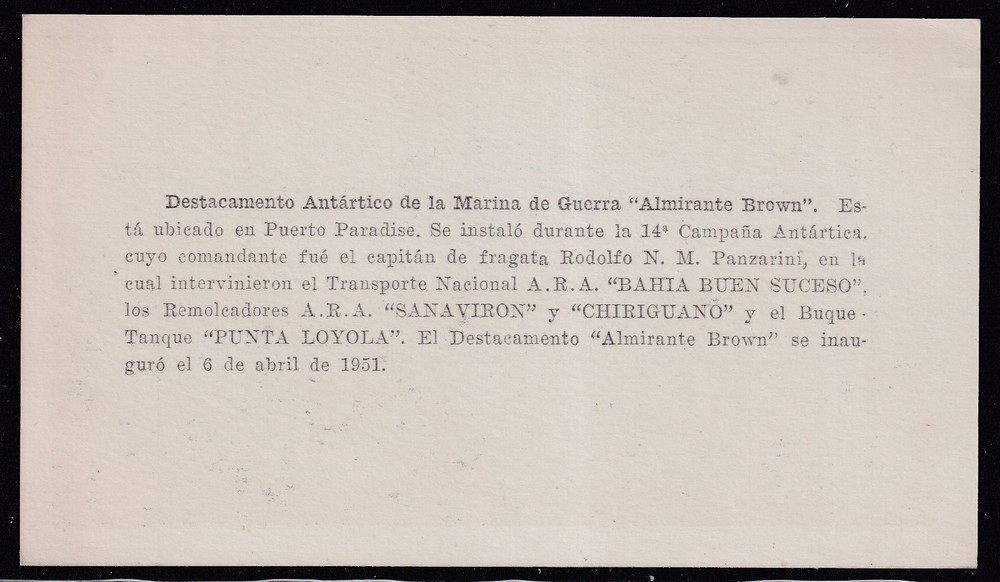 Destacamento Antártico de la Marina de Guerra “Almirante Brown”. Es-
tá ubicado en Puerto Paradise. Se instaló durante la 14ª Campaña Antártica.
cuyo comandante fué el capitán de fragata Rodolfo N. M. Panzarini, en la
cual intervinieron el Transporte Nacional A.R.A. “BAHIA BUEN SUCESO”,
los Remolcadores A.R.A. “SANAVIRON” y “CHIRIGUANO” y el Buque-
Tanque “PUNTA LOYOLA”. El Destacamento “Almirante Brown” se inau-
guró el 6 de abril de 1951.